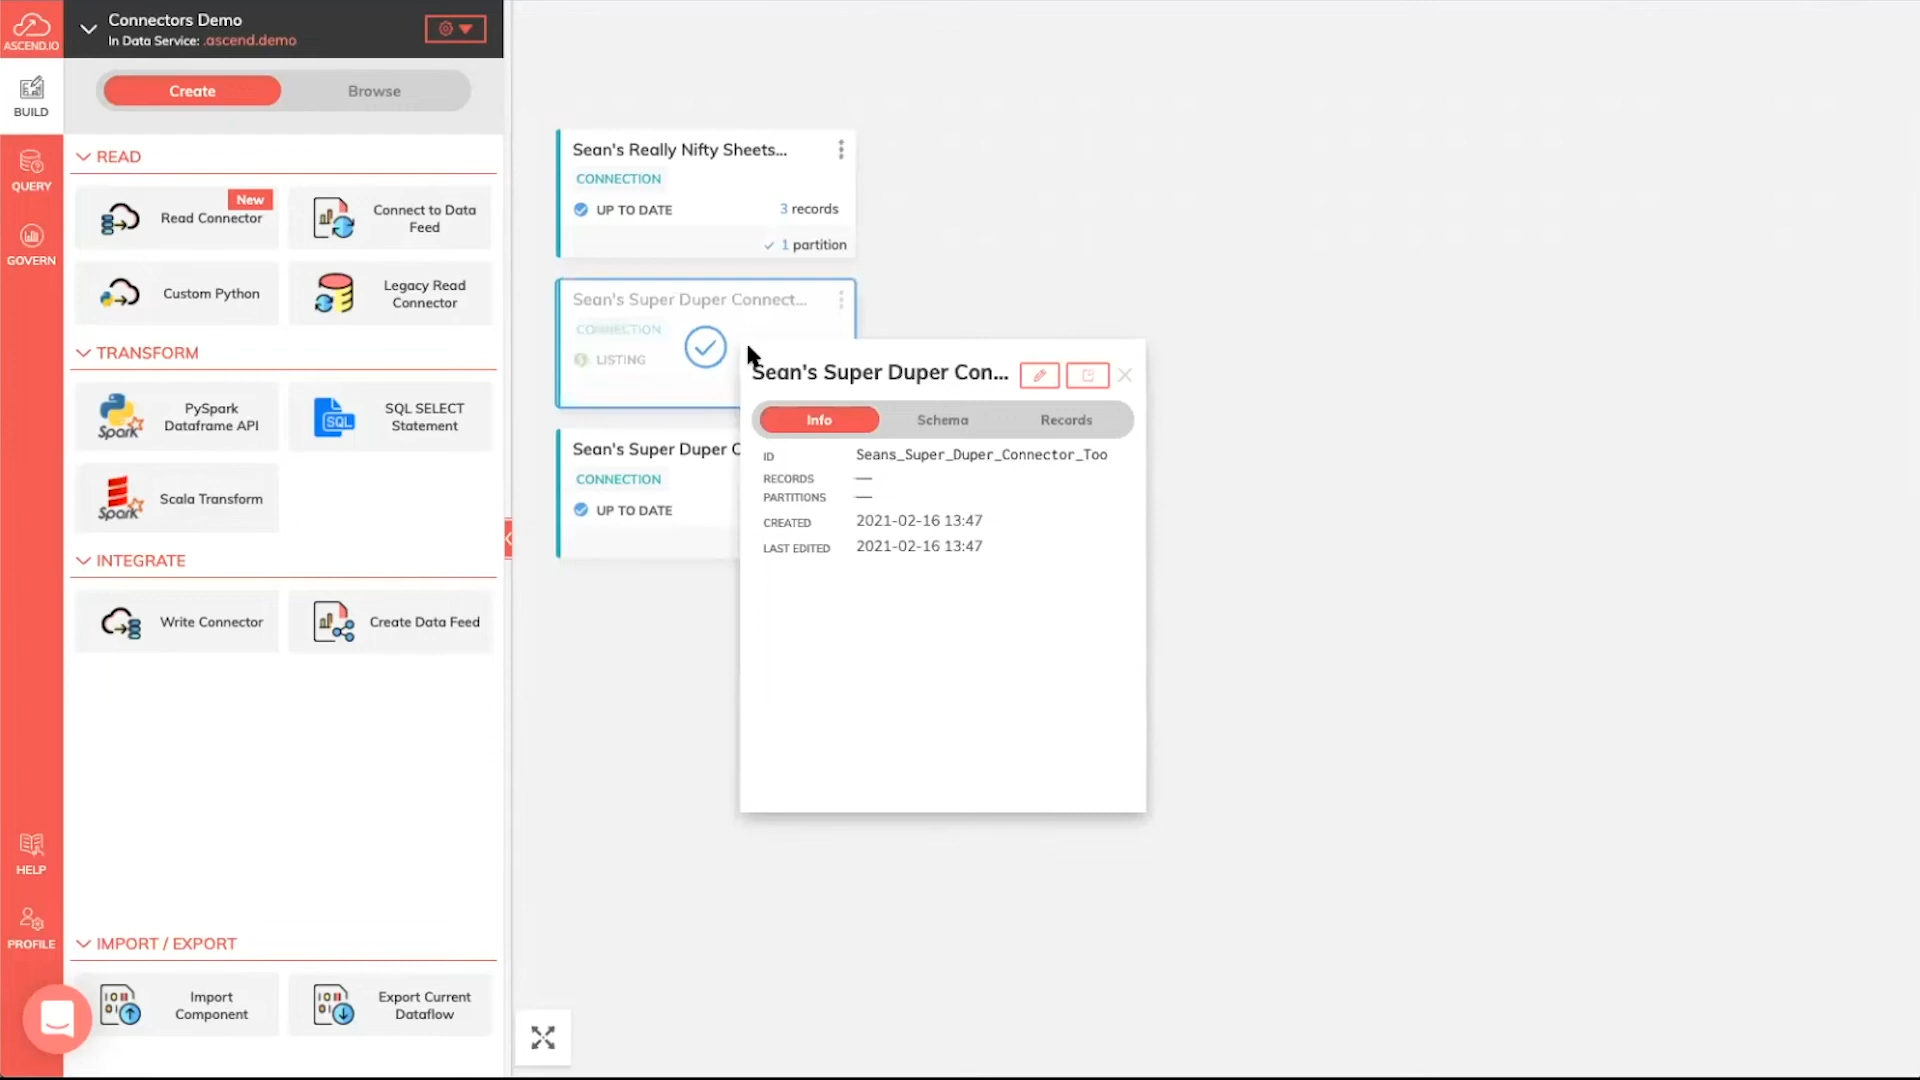 ASCEND.IO
Connectors Demo
In Data Service: .ascend.demo
BUILD
QUERY
GOVERN
HELP
PROFILE
Create
Browse
READ
New
Read Connector
Connect to Data
Feed
Custom Python
Legacy Read
Connector
TRANSFORM
Spark
PySpark
Dataframe API
SQL
SQL SELECT
Statement
Spark
Scala Transform
INTEGRATE
Write Connector
Create Data Feed
IMPORT / EXPORT
Import
Component
Export Current
Dataflow
Sean's Really Nifty Sheets...
CONNECTION
UP TO DATE
3 records
1 partition
Sean's Super Duper Connect...
CONNECTION
LISTING
Sean's Super Duper C
CONNECTION
UP TO DATE
Sean's Super Duper Con...
Info
Schema
Records
ID
Seans_Super_Duper_Connector_Too
RECORDS
—
PARTITIONS
—
CREATED
2021-02-16 13:47
LAST EDITED
2021-02-16 13:47